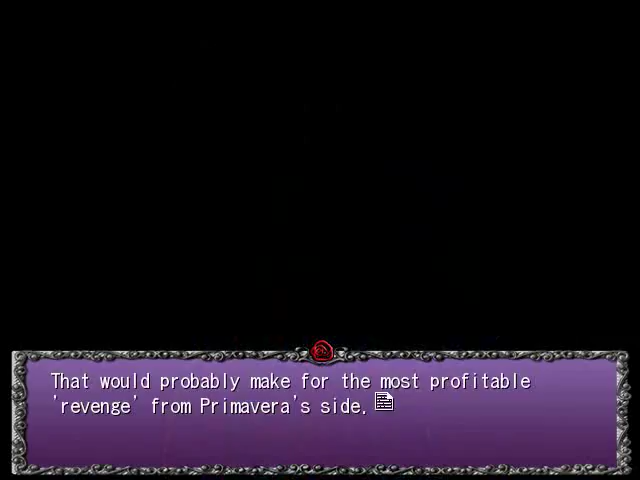 That would probably make for the most profitable
'revenge' from Primavera's side.